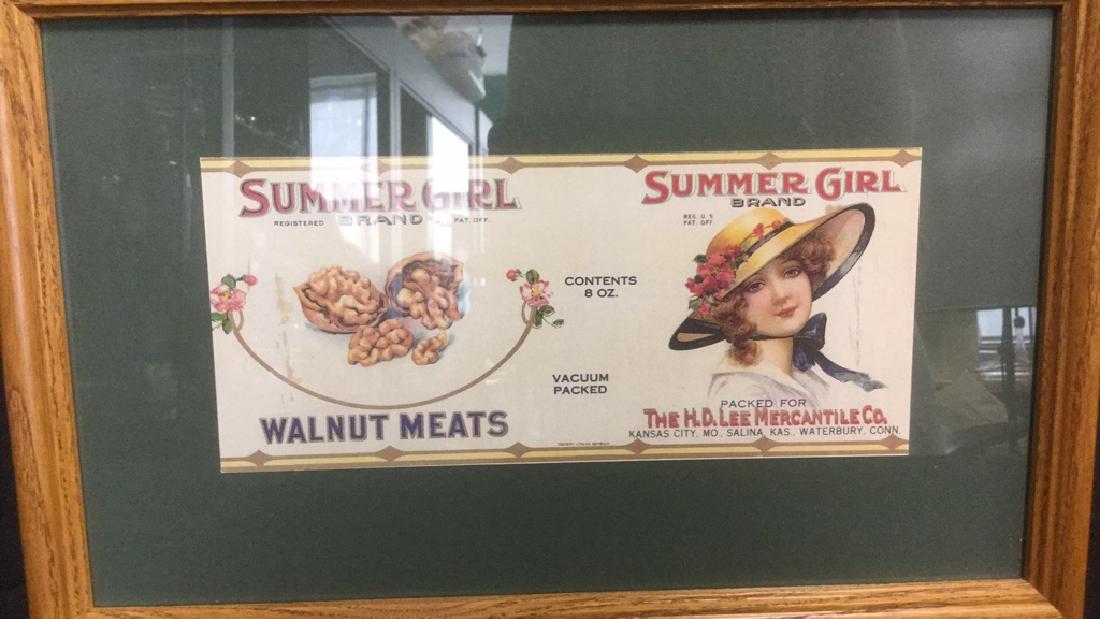 SUMMER GIRL
BRAND
REGISTERED
PAT. OFF.
WALNUT MEATS
CONTENTS
8 OZ.
VACUUM
PACKED
SUMMER GIRL
BRAND
REG. U. S.
PAT. OFF.
PACKED FOR
THE H.D. LEE MERCANTILE CO.
KANSAS CITY, MO., SALINA, KAS., WATERBURY, CONN.